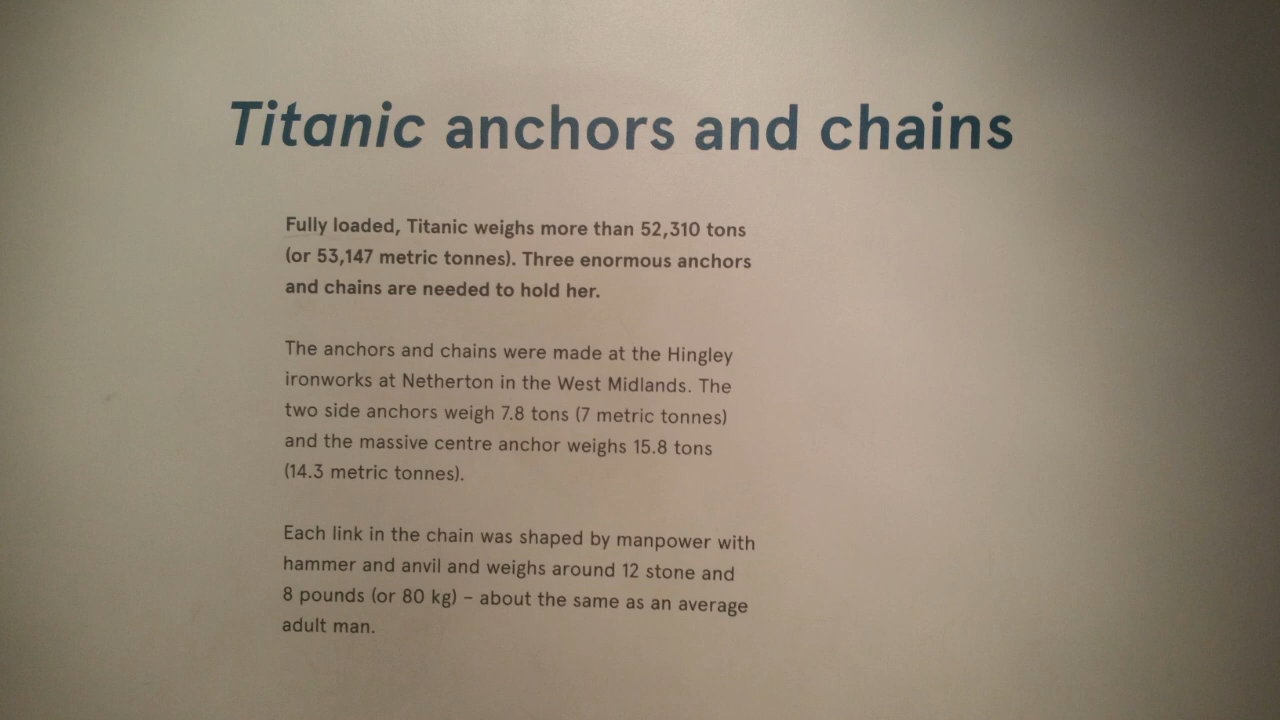 Titanic anchors and chains
Fully loaded, Titanic weighs more than 52,310 tons
(or 53,147 metric tonnes). Three enormous anchors
and chains are needed to hold her.
The anchors and chains were made at the Hingley
ironworks at Netherton in the West Midlands. The
two side anchors weigh 7.8 tons (7 metric tonnes)
and the massive centre anchor weighs 15.8 tons
(14.3 metric tonnes).
Each link in the chain was shaped by manpower with
hammer and anvil and weighs around 12 stone and
8 pounds (or 80 kg) – about the same as an average
adult man.